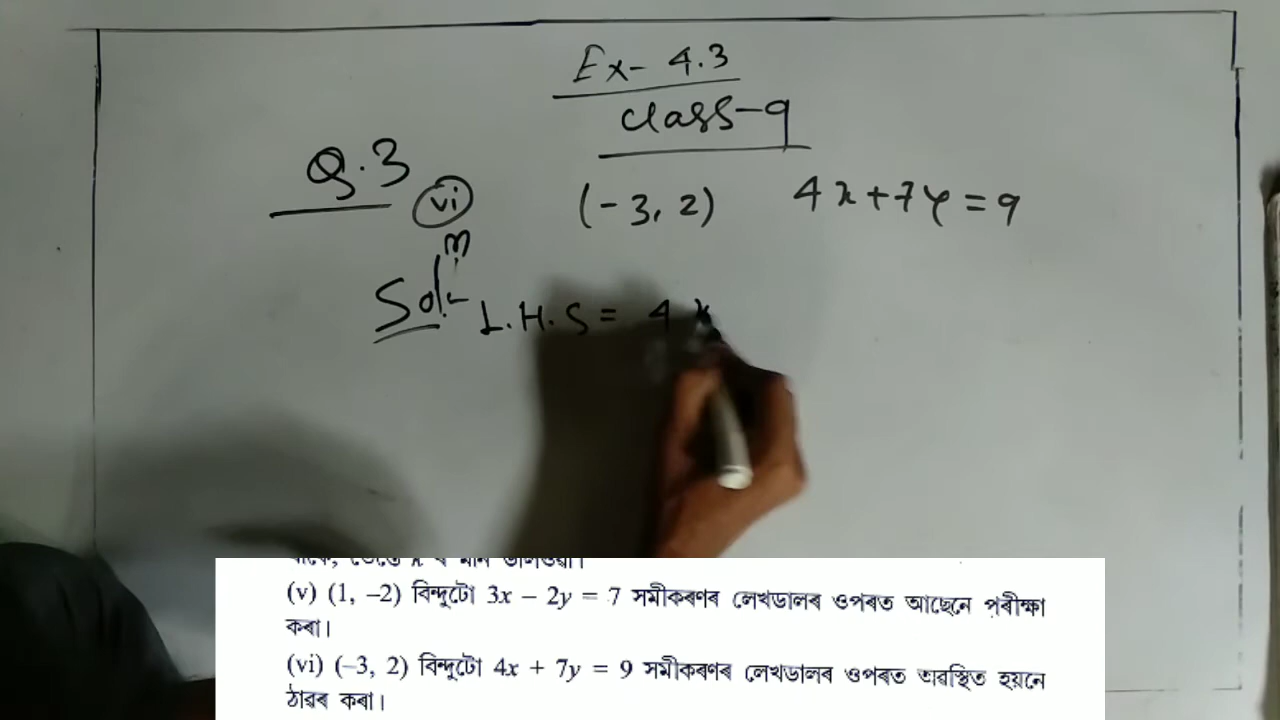 Ex- 4.3
Class-9
Q.3
(vi) (-3, 2) 4x+7y=9
Sol^n- L.H.S = 4x
(v) (1, –2) বিন্দুটো 3x – 2y = 7 সমীকৰণৰ লেখডালৰ ওপৰত আছেনে পৰীক্ষা
কৰা।
(vi) (–3, 2) বিন্দুটো 4x + 7y = 9 সমীকৰণৰ লেখডালৰ ওপৰত অৱস্থিত হয়নে
ঠাৱৰ কৰা।